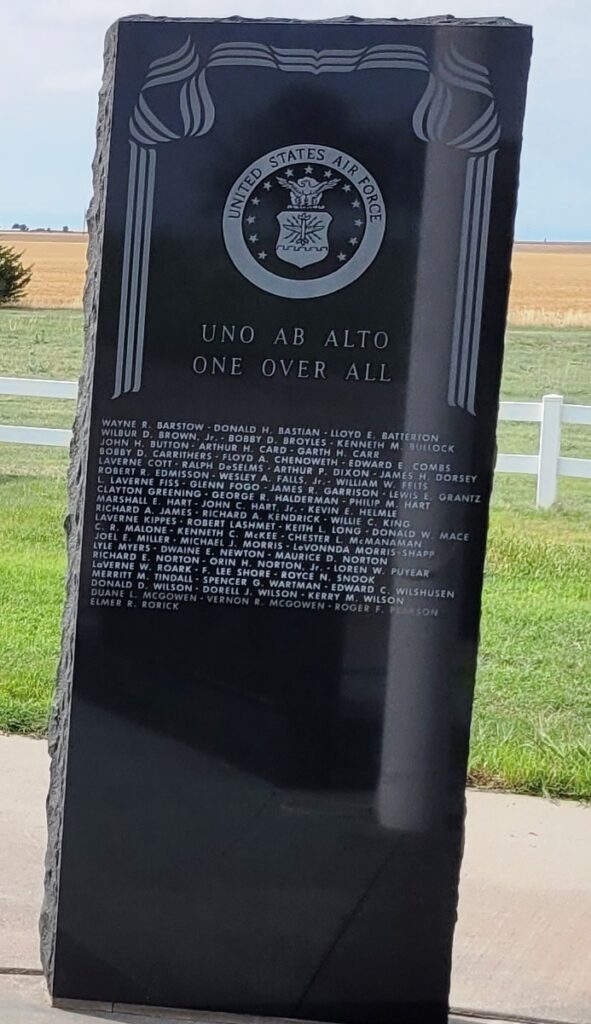 UNITED STATES AIR FORCE
UNO AB ALTO
ONE OVER ALL
WAYNE R. BARSTOW - DONALD H. BASTIAN - LLOYD E. BATTERTON
WILBUR D. BROWN, Jr. - BOBBY D. BROYLES - KENNETH M. BULLOCK
JOHN H. BUTTON - ARTHUR H. CARD - GARTH H. CARR
BOBBY D. CARRITHERS - FLOYD A. CHENOWETH - EDWARD E. COMBS
LAVERNE COTT - RALPH DeSELMS - ARTHUR P. DIXON - JAMES H. DORSEY
ROBERT R. EDMISSON - WESLEY A. FALLS, Jr. - WILLIAM W. FELTS
L. LAVERNE FISS - GLENN FOGO - JAMES R. GARRISON - LEWIS E. GRANTZ
CLAYTON GREENING - GEORGE R. HALDERMAN - PHILIP M. HART
MARSHALL E. HART - JOHN C. HART, Jr. - KEVIN E. HELMLE
RICHARD A. JAMES - RICHARD A. KENDRICK - WILLIE C. KING
LAVERNE KIPPES - ROBERT LASHMET - KEITH L. LONG - DONALD W. MACE
C. R. MALONE - KENNETH C. McKEE - CHESTER L. McMANAMAN
JOEL E. MILLER - MICHAEL J. MORRIS - LaVONNDA MORRIS-SHAPP
LYLE MYERS - DWAINE E. NEWTON - MAURICE D. NORTON
RICHARD E. NORTON - ORIN H. NORTON, Jr. - LOREN W. PUYEAR
LaVERNE W. ROARK - F. LEE SHORE - ROYCE N. SNOOK
MERRITT M. TINDALL - SPENCER G. WARTMAN - EDWARD C. WILSHUSEN
DONALD D. WILSON - DORELL J. WILSON - KERRY M. WILSON
DUANE L. MCGOWEN - VERNON R. MCGOWEN - ROGER F. PEARSON
ELMER R. RORICK